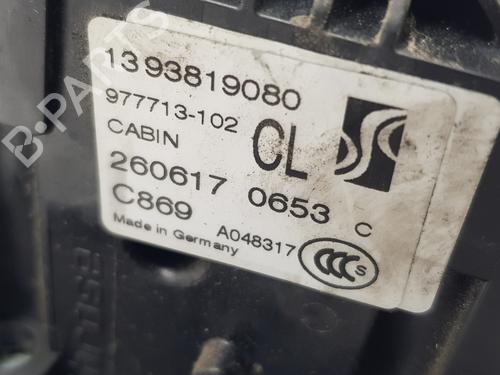 1393819080
977713-102
CABIN
CL
260617 0653 C
C869
A048317
Made in Germany
CCC S
B-PARTS